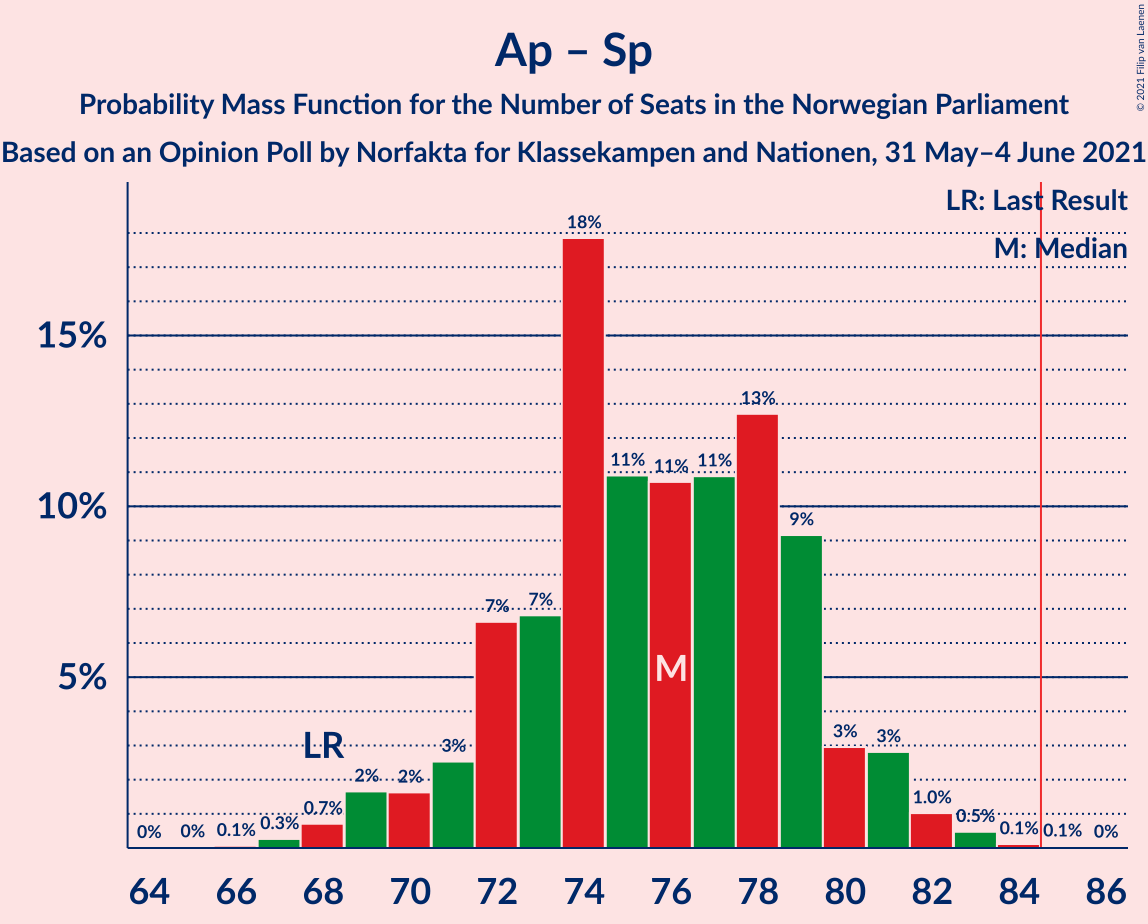 Ap – Sp
Probability Mass Function for the Number of Seats in the Norwegian Parliament
Based on an Opinion Poll by Norfakta for Klassekampen and Nationen, 31 May–4 June 2021
© 2021 Filip van Laenen
LR: Last Result
M: Median
15%
10%
5%
0% 0% 0.1% 0.3% 0.7% 2% 2% 3% 7% 7% 18% 11% 11% 11% 13% 9% 3% 3% 1.0% 0.5% 0.1% 0.1% 0%
LR
M
64 66 68 70 72 74 76 78 80 82 84 86